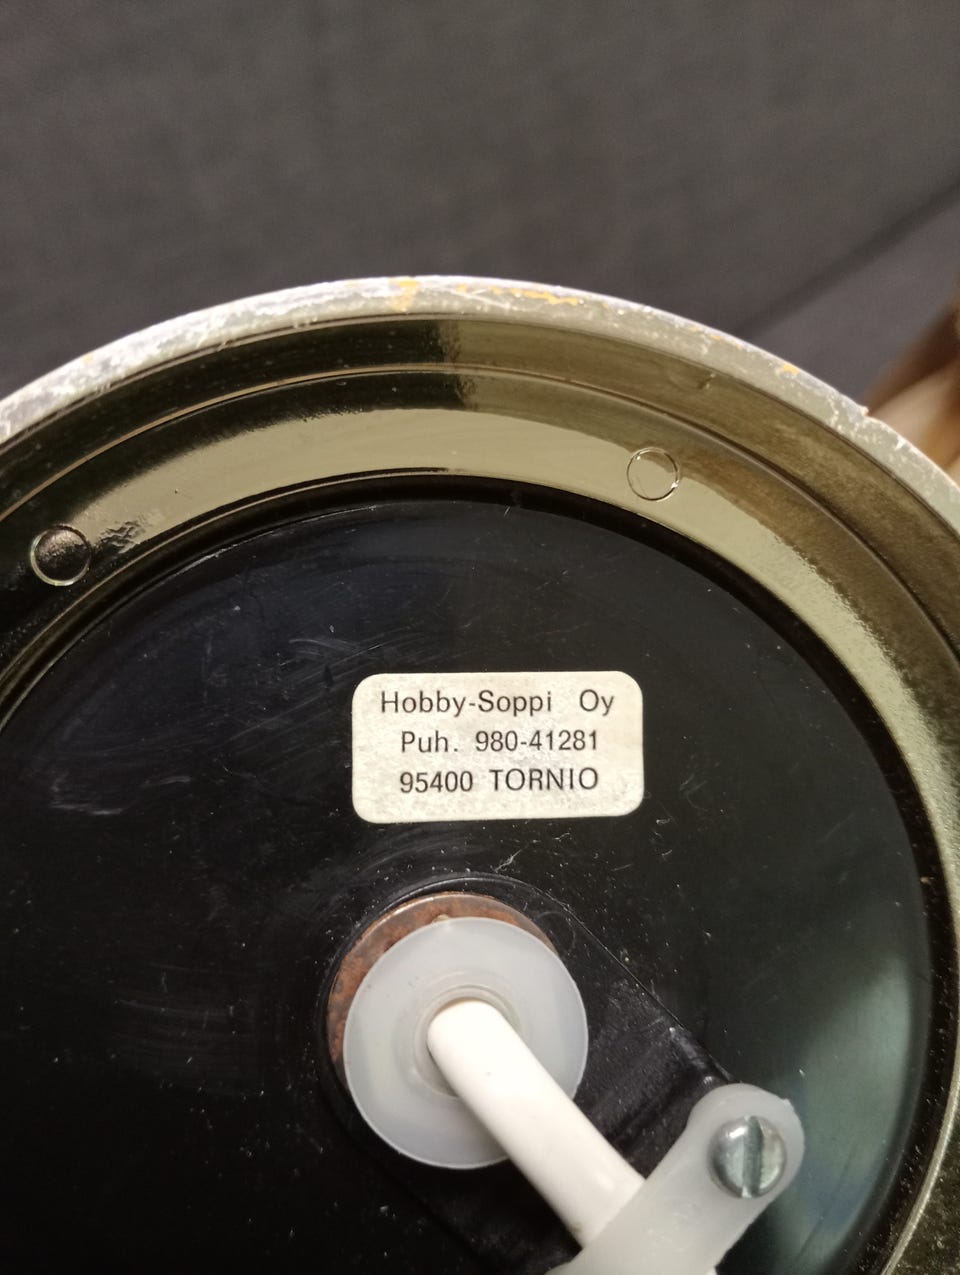 Hobby-Soppi Oy
Puh. 980-41281
95400 TORNIO